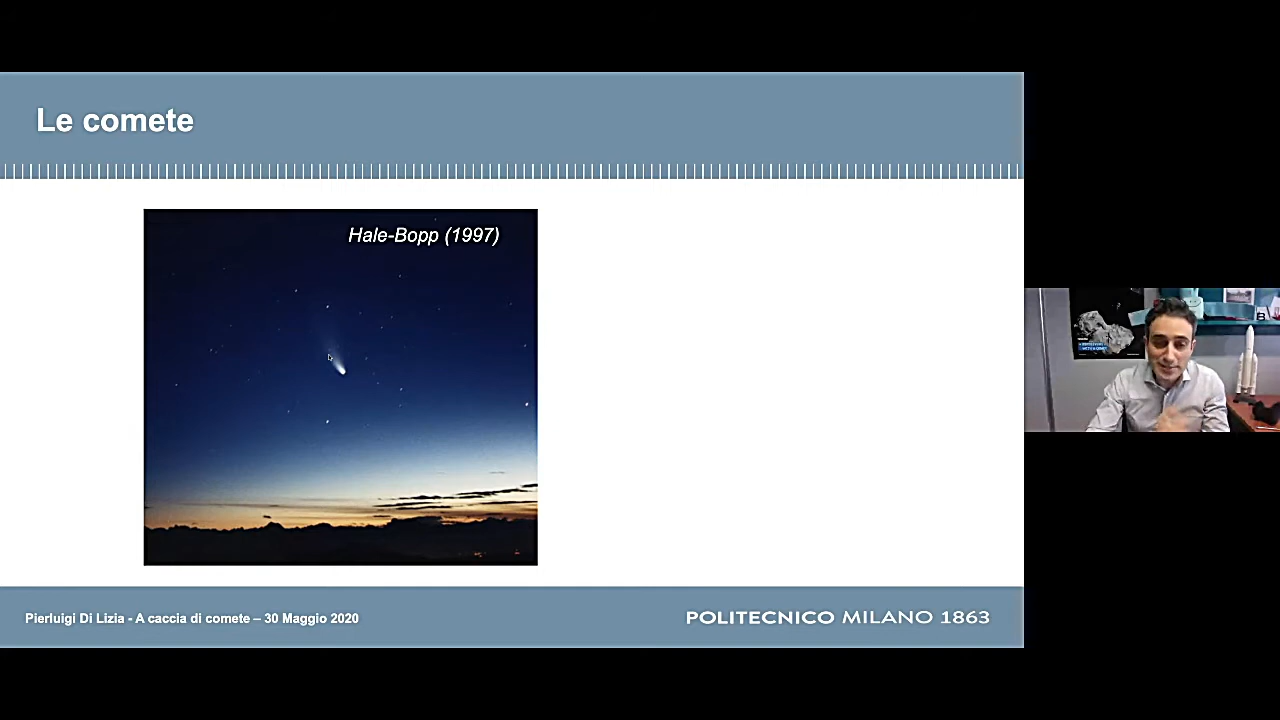 Le comete
Hale-Bopp (1997)
Pierluigi Di Lizia - A caccia di comete – 30 Maggio 2020
POLITECNICO MILANO 1863